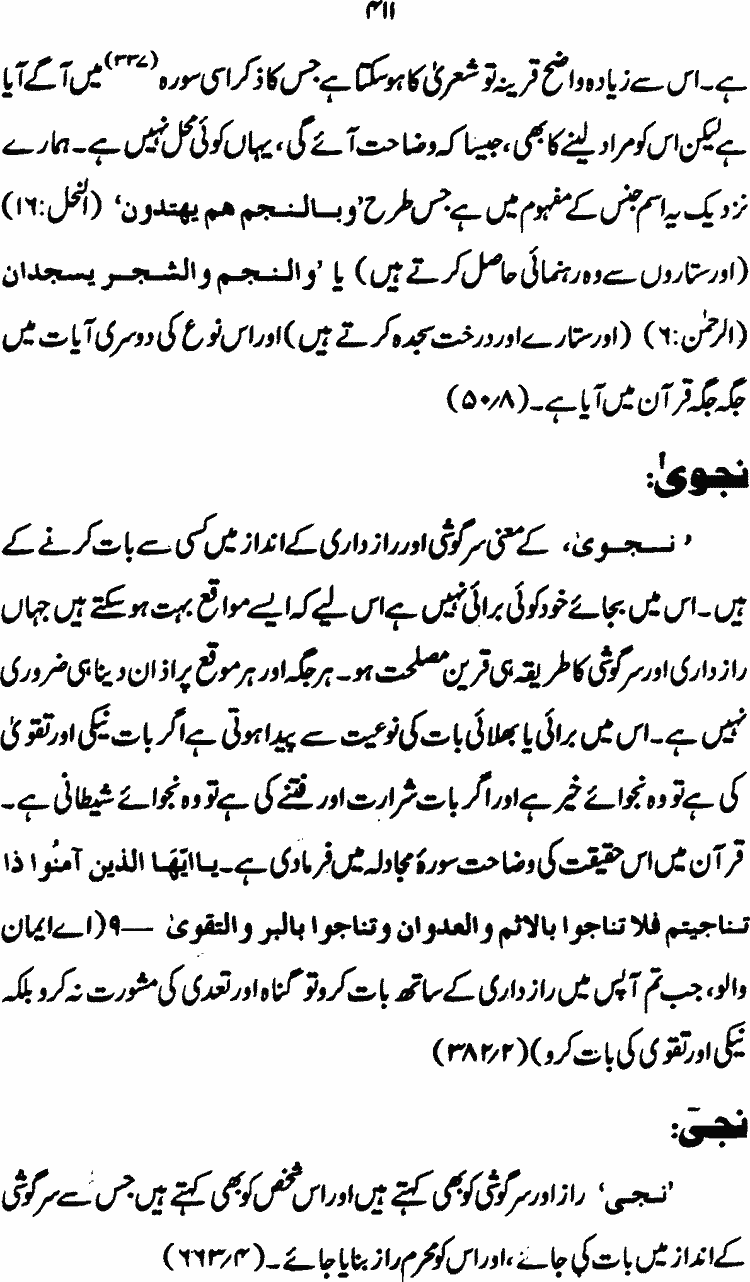 ۴۱۱
ہے۔ اس سے زیادہ واضح قرینہ تو شعریٰ کا ہو سکتا ہے جس کا ذکر اسی سورہ (۳۳۷) میں آگے آیا
ہے لیکن اس کو مراد لینے کا بھی، جیسا کہ وضاحت آئے گی، یہاں کوئی محل نہیں ہے۔ ہمارے
نزدیک یہ اسم جنس کے مفہوم میں ہے جس طرح ’وبالنجم هم يهتدون‘ (النحل:۱۶)
(اور ستاروں سے وہ رہنمائی حاصل کرتے ہیں) یا ’والنجم والشجر يسجدان
(الرحمٰن:۶) (اور ستارے اور درخت سجدہ کرتے ہیں) اور اس نوع کی دوسری آیات میں
جگہ جگہ قرآن میں آیا ہے۔ (۵۰/۸)
نجویٰ:
’نجویٰ، کے معنی سرگوشی اور رازداری کے انداز میں کسی سے بات کرنے کے
ہیں۔ اس میں بجائے خود کوئی برائی نہیں ہے اس لیے کہ ایسے مواقع بہت ہو سکتے ہیں جہاں
رازداری اور سرگوشی کا طریقہ ہی قرین مصلحت ہو۔ ہر جگہ اور ہر موقع پر اذان دینا ہی ضروری
نہیں ہے۔ اس میں برائی یا بھلائی بات کی نوعیت سے پیدا ہوتی ہے اگر بات نیکی اور تقویٰ
کی ہے تو وہ نجوائے خیر ہے اور اگر بات شرارت اور فتنے کی ہے تو وہ نجوائے شیطانی ہے۔
قرآن میں اس حقیقت کی وضاحت سورۂ مجادلہ میں فرمادی ہے۔ یاایّهَا الذین آمنُوا ذا
تناجیتم فلا تناجوا بالاثم والعدوان وتناجوا بالبر والتقویٰ —۹ (اے ایمان
والو، جب تم آپس میں رازداری کے ساتھ بات کرو تو گناہ اور تعدی کی مشورت نہ کرو بلکہ
نیکی اور تقویٰ کی بات کرو) (۳۸۲/۲)
نجیّ:
’نجی‘ راز اور سرگوشی کو بھی کہتے ہیں اور اس شخص کو بھی کہتے ہیں جس سے سرگوشی
کے انداز میں بات کی جائے، اور اس کو محرم راز بنایا جائے۔ (۶۶۳/۴)